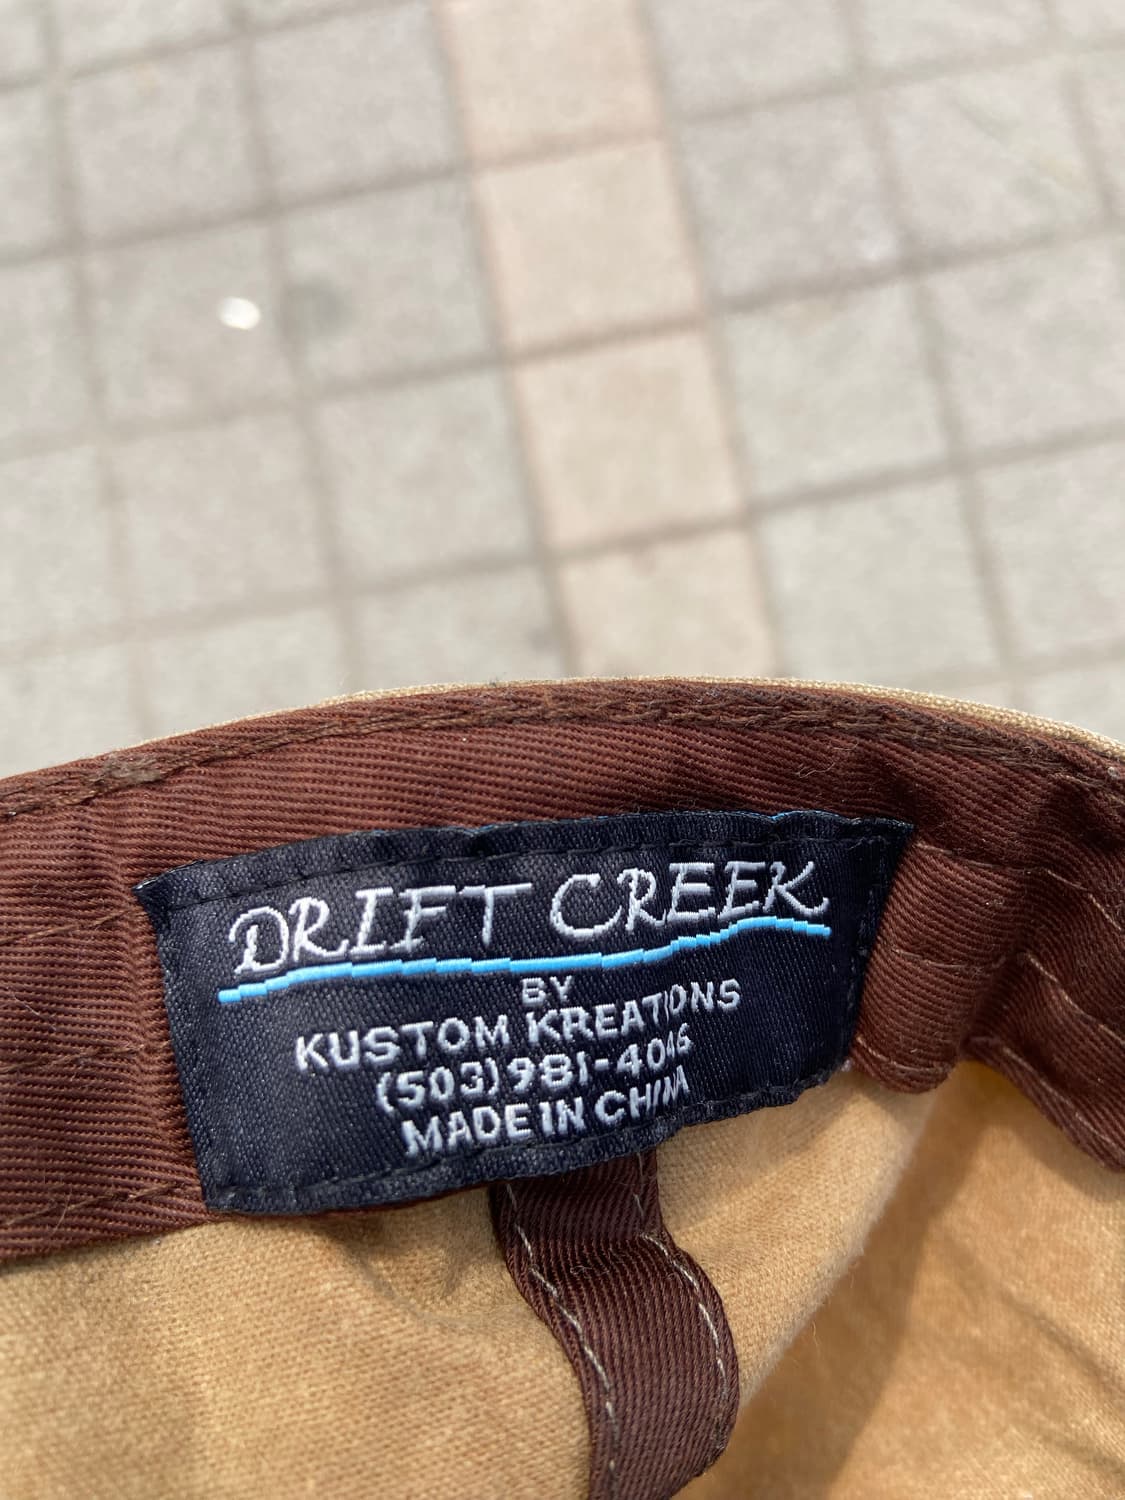 DRIFT CREEK
BY
KUSTOM KREATIONS
(503)981-4046
MADE IN CHINA